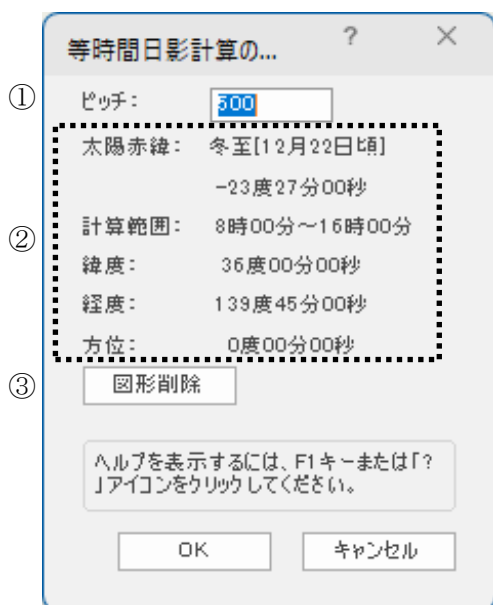 等時間日影計算の... ? ×
① ピッチ: 500
太陽赤緯: 冬至[12月22日頃]
-23度27分00秒
② 計算範囲: 8時00分~16時00分
緯度: 36度00分00秒
経度: 139度45分00秒
方位: 0度00分00秒
③ 図形削除
ヘルプを表示するには、F1キーまたは「?
」アイコンをクリックしてください。
OK キャンセル